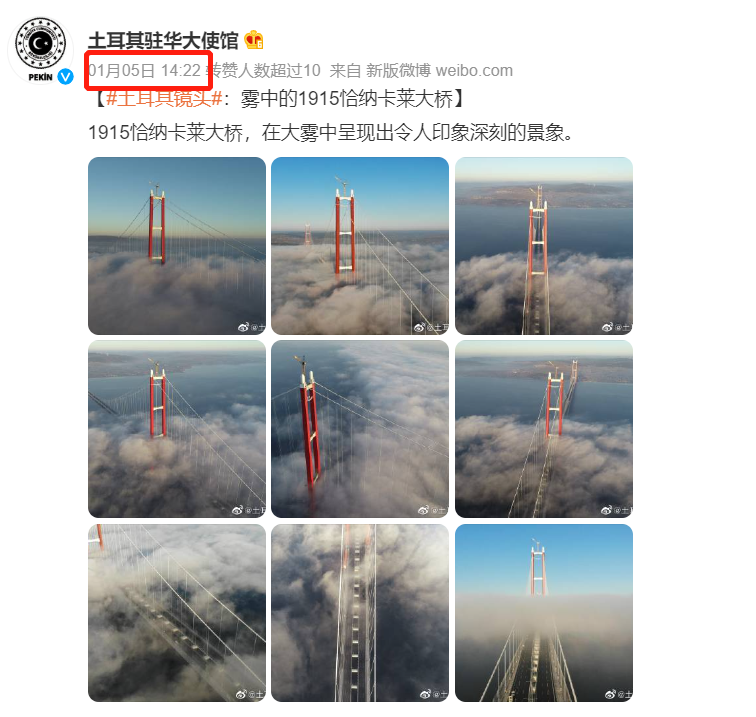 土耳其驻华大使馆
PEKİN
01月05日 14:22 转赞人数超过10 来自 新版微博 weibo.com
【#土耳其镜头#：雾中的1915恰纳卡莱大桥】
1915恰纳卡莱大桥，在大雾中呈现出令人印象深刻的景象。